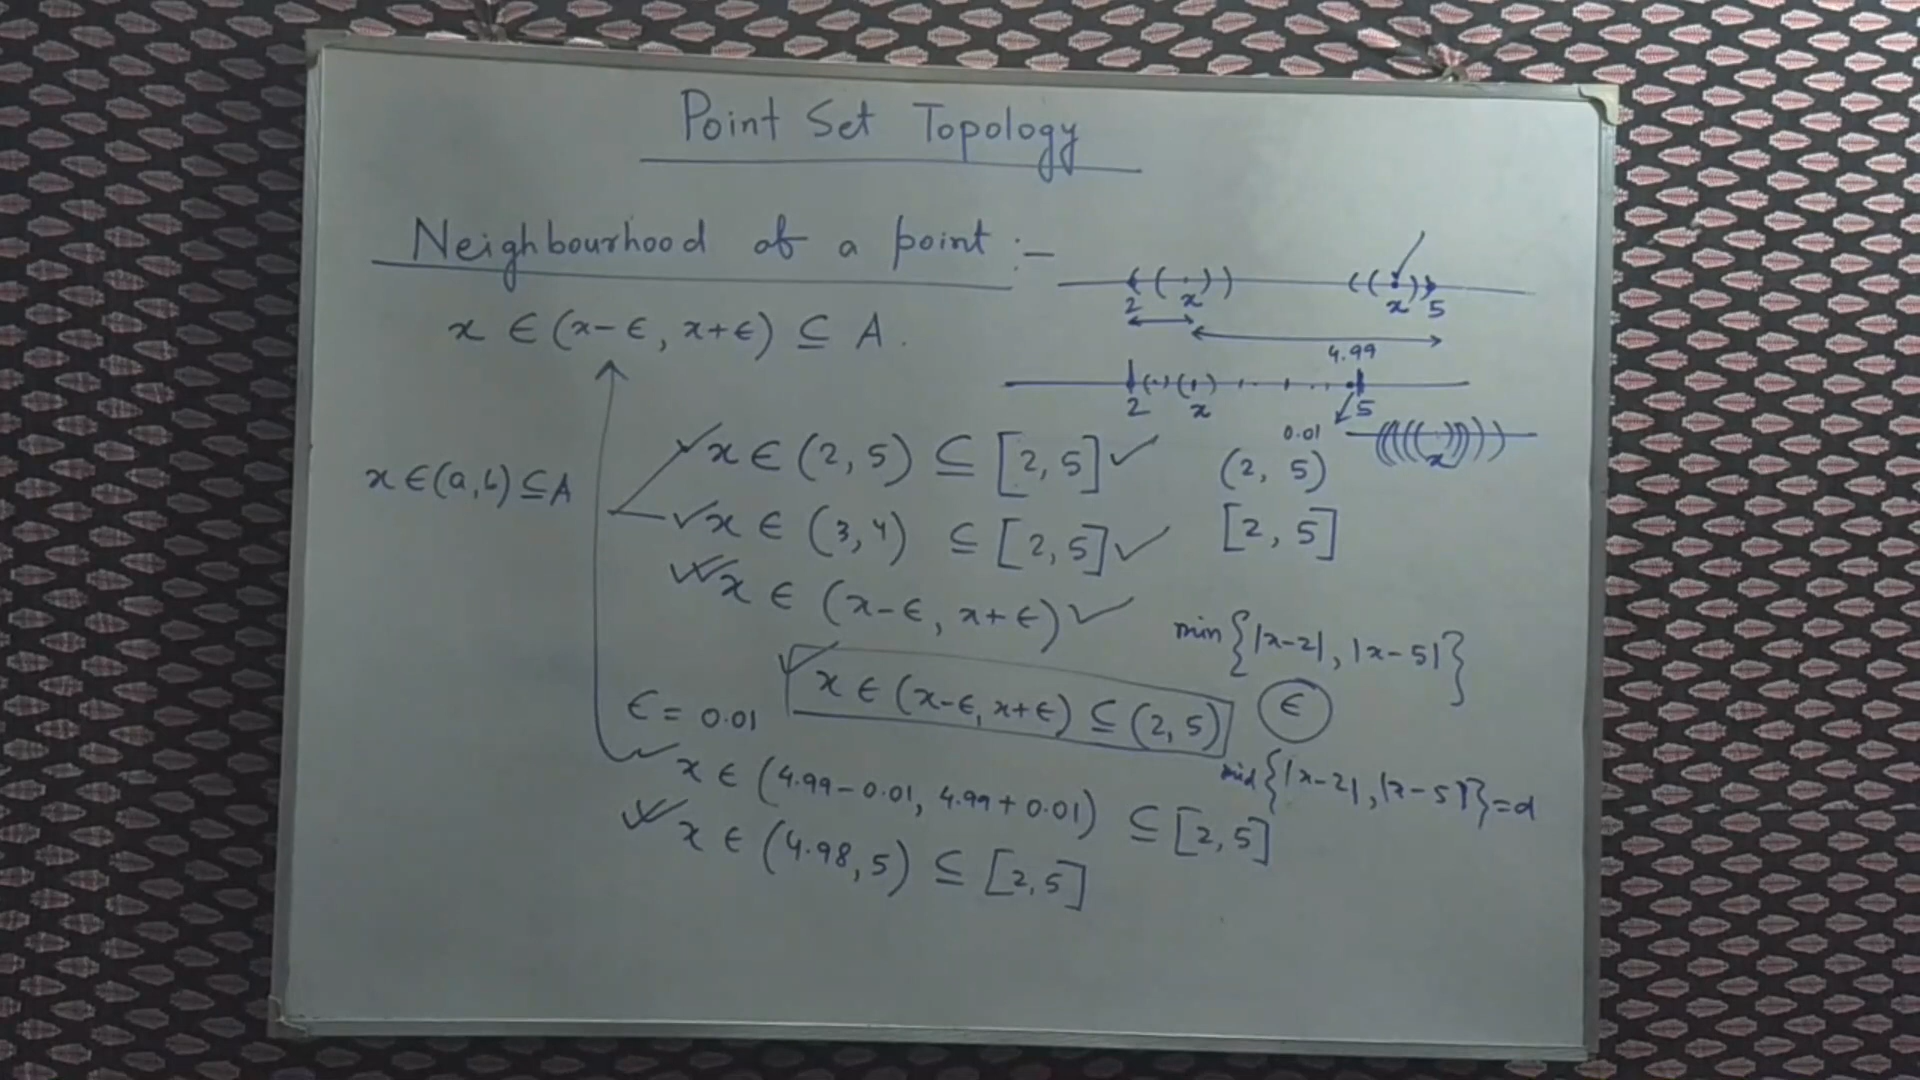 Point Set Topology
Neighbourhood of a point :-
2 x x 5
x ∈ (x-ϵ, x+ϵ) ⊆ A.
4.99
2 x 5
0.01
x
x ∈ (a, b) ⊆ A
x ∈ (2, 5) ⊆ [2, 5] ✓
(2, 5)
x ∈ (3, 4) ⊆ [2, 5] ✓
[2, 5]
x ∈ (x-ϵ, x+ϵ) ✓
min {|x-2|, |x-5|}
x ∈ (x-ϵ, x+ϵ) ⊆ (2, 5)
ϵ
ϵ = 0.01
{|x-2|, |x-5|} = d
x ∈ (4.99-0.01, 4.99+0.01) ⊆ [2, 5]
x ∈ (4.98, 5) ⊆ [2, 5]